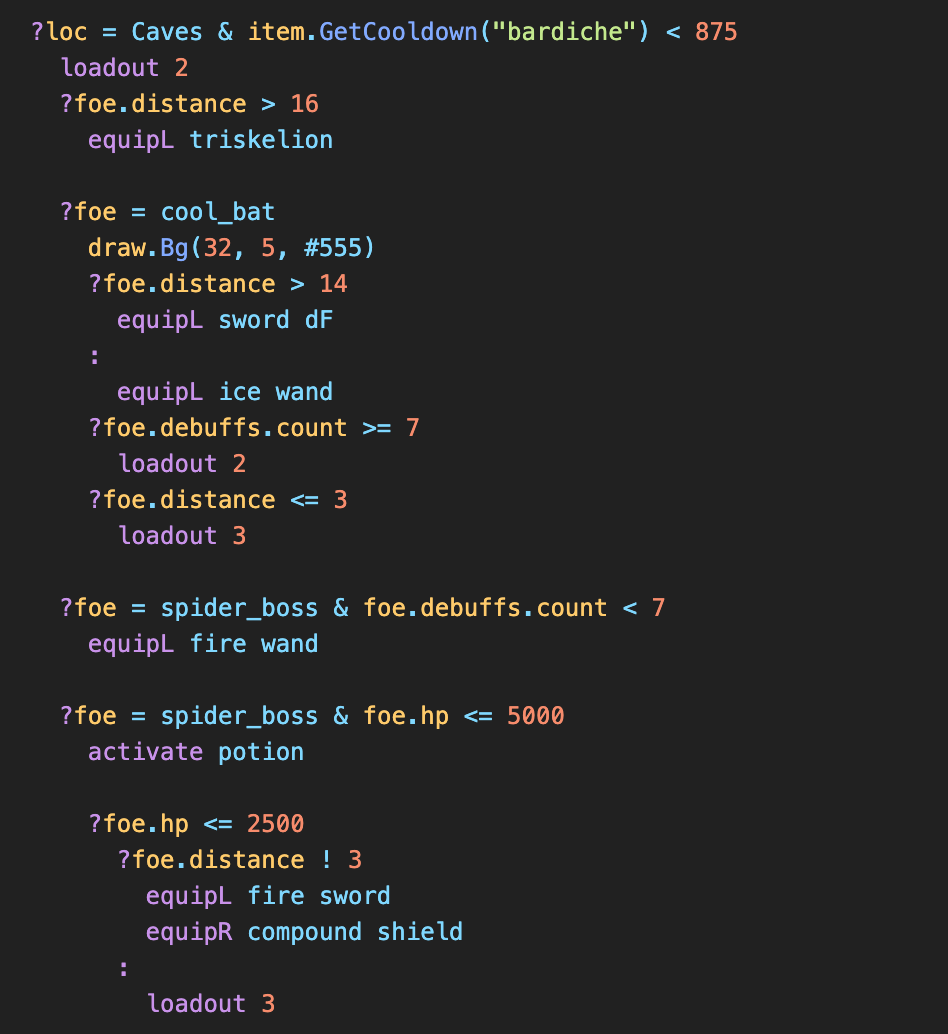 ?loc = Caves & item.GetCooldown("bardiche") < 875
  loadout 2
  ?foe.distance > 16
    equipL triskelion

  ?foe = cool_bat
    draw.Bg(32, 5, #555)
    ?foe.distance > 14
      equipL sword dF
    :
      equipL ice wand
    ?foe.debuffs.count >= 7
      loadout 2
    ?foe.distance <= 3
      loadout 3

  ?foe = spider_boss & foe.debuffs.count < 7
    equipL fire wand

  ?foe = spider_boss & foe.hp <= 5000
    activate potion

    ?foe.hp <= 2500
      ?foe.distance ! 3
        equipL fire sword
        equipR compound shield
      :
        loadout 3